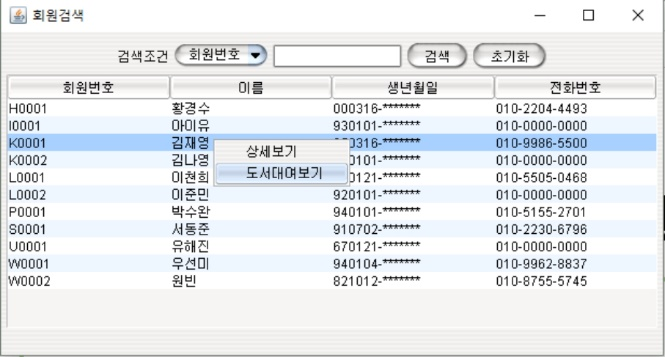 회원검색
검색조건 회원번호 검색 초기화
회원번호 이름 생년월일 전화번호
H0001 황경수 000316-******* 010-2204-4493
I0001 아이유 930101-******* 010-0000-0000
K0001 김재영 0316-******* 010-9986-5500
상세보기
K0002 김나영 0101-******* 010-0000-0000
L0001 이천희 0121-******* 010-5505-0468
도서대여보기
L0002 이준민 920101-******* 010-0000-0000
P0001 박수완 940101-******* 010-5155-2701
S0001 서동준 910702-******* 010-2230-6796
U0001 유해진 670121-******* 010-0000-0000
W0001 우선미 940104-******* 010-9962-8837
W0002 원빈 821012-******* 010-8755-5745